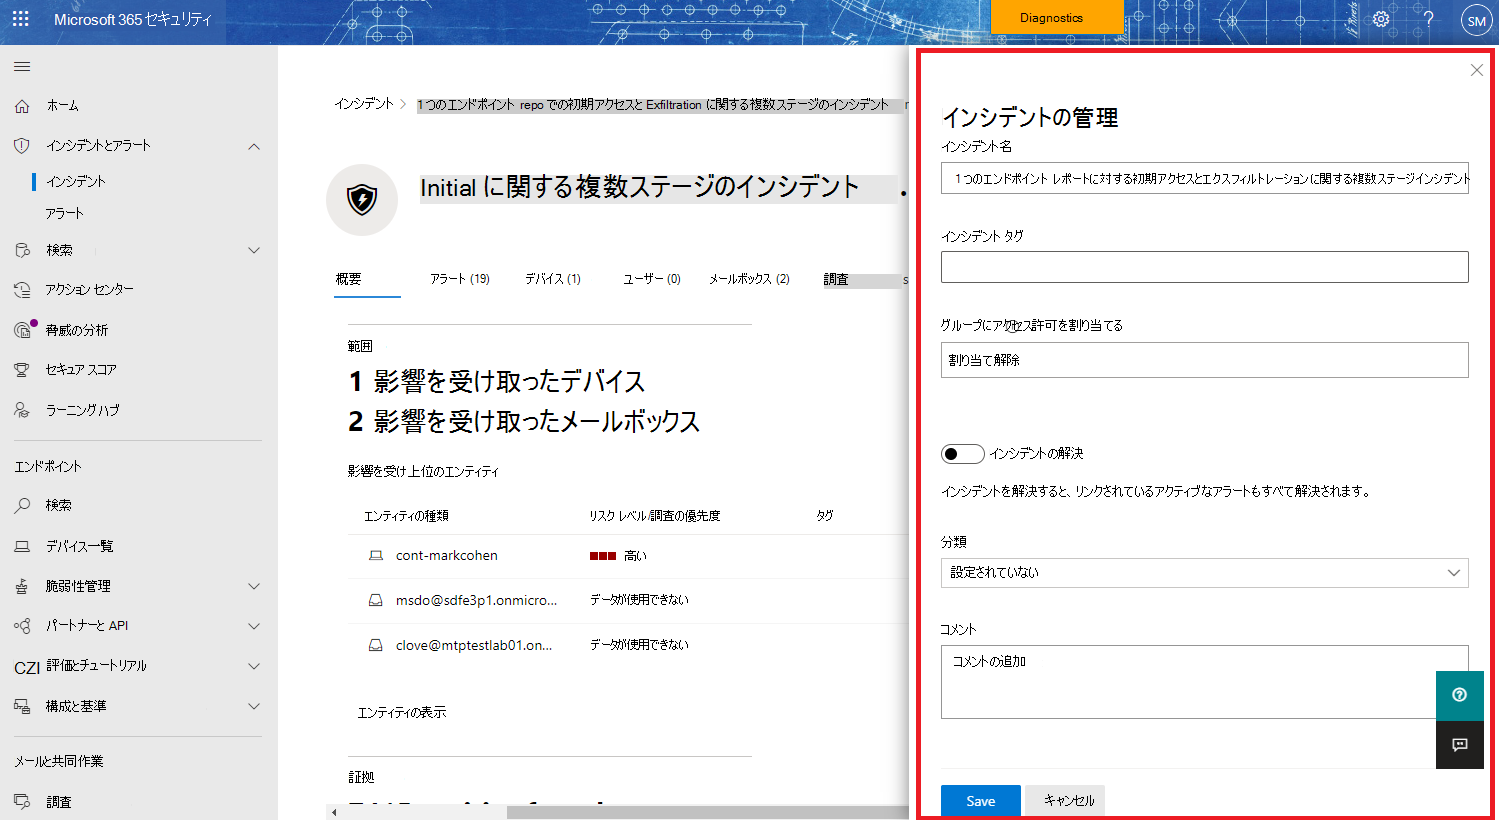 Microsoft 365 セキュリティ
Diagnostics
SM
ホーム
インシデントとアラート
インシデント
アラート
検索
アクション センター
脅威の分析
セキュア スコア
ラーニング ハブ
エンドポイント
検索
デバイス一覧
脆弱性管理
パートナーと API
CZI 評価とチュートリアル
構成と基準
メールと共同作業
調査
インシデント > 1 つのエンドポイント repo での初期アクセスと Exfiltration に関する複数ステージのインシデント
Initial に関する複数ステージのインシデント
概要 アラート (19) デバイス (1) ユーザー (0) メールボックス (2) 調査 s
範囲
1 影響を受け取ったデバイス
2 影響を受け取ったメールボックス
影響を受け上位のエンティティ
エンティティの種類 リスク レベル/調査の優先度 タグ
cont-markcohen 高い
msdo@sdfe3p1.onmicro... データが使用できない
clove@mtptestlab01.on... データが使用できない
エンティティの表示
証拠
インシデントの管理
インシデント名
1 つのエンドポイント レポートに対する初期アクセスとエクスフィルトレーションに関する複数ステージインシデント
インシデント タグ
グループにアクセス許可を割り当てる
割り当て解除
インシデントの解決
インシデントを解決すると、リンクされているアクティブなアラートもすべて解決されます。
分類
設定されていない
コメント
コメントの追加
Save キャンセル